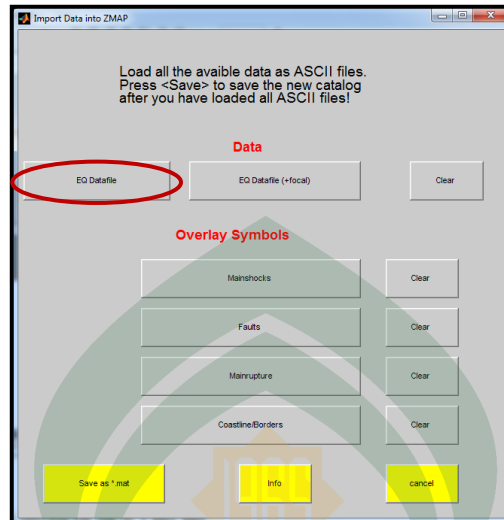 Import Data into ZMAP
Load all the avaible data as ASCII files.
Press <Save> to save the new catalog
after you have loaded all ASCII files!
Data
EQ Datafile
EQ Datafile (+focal)
Clear
Overlay Symbols
Mainshocks
Clear
Faults
Clear
Mainrupture
Clear
Coastline/Borders
Clear
Save as *.mat
Info
cancel